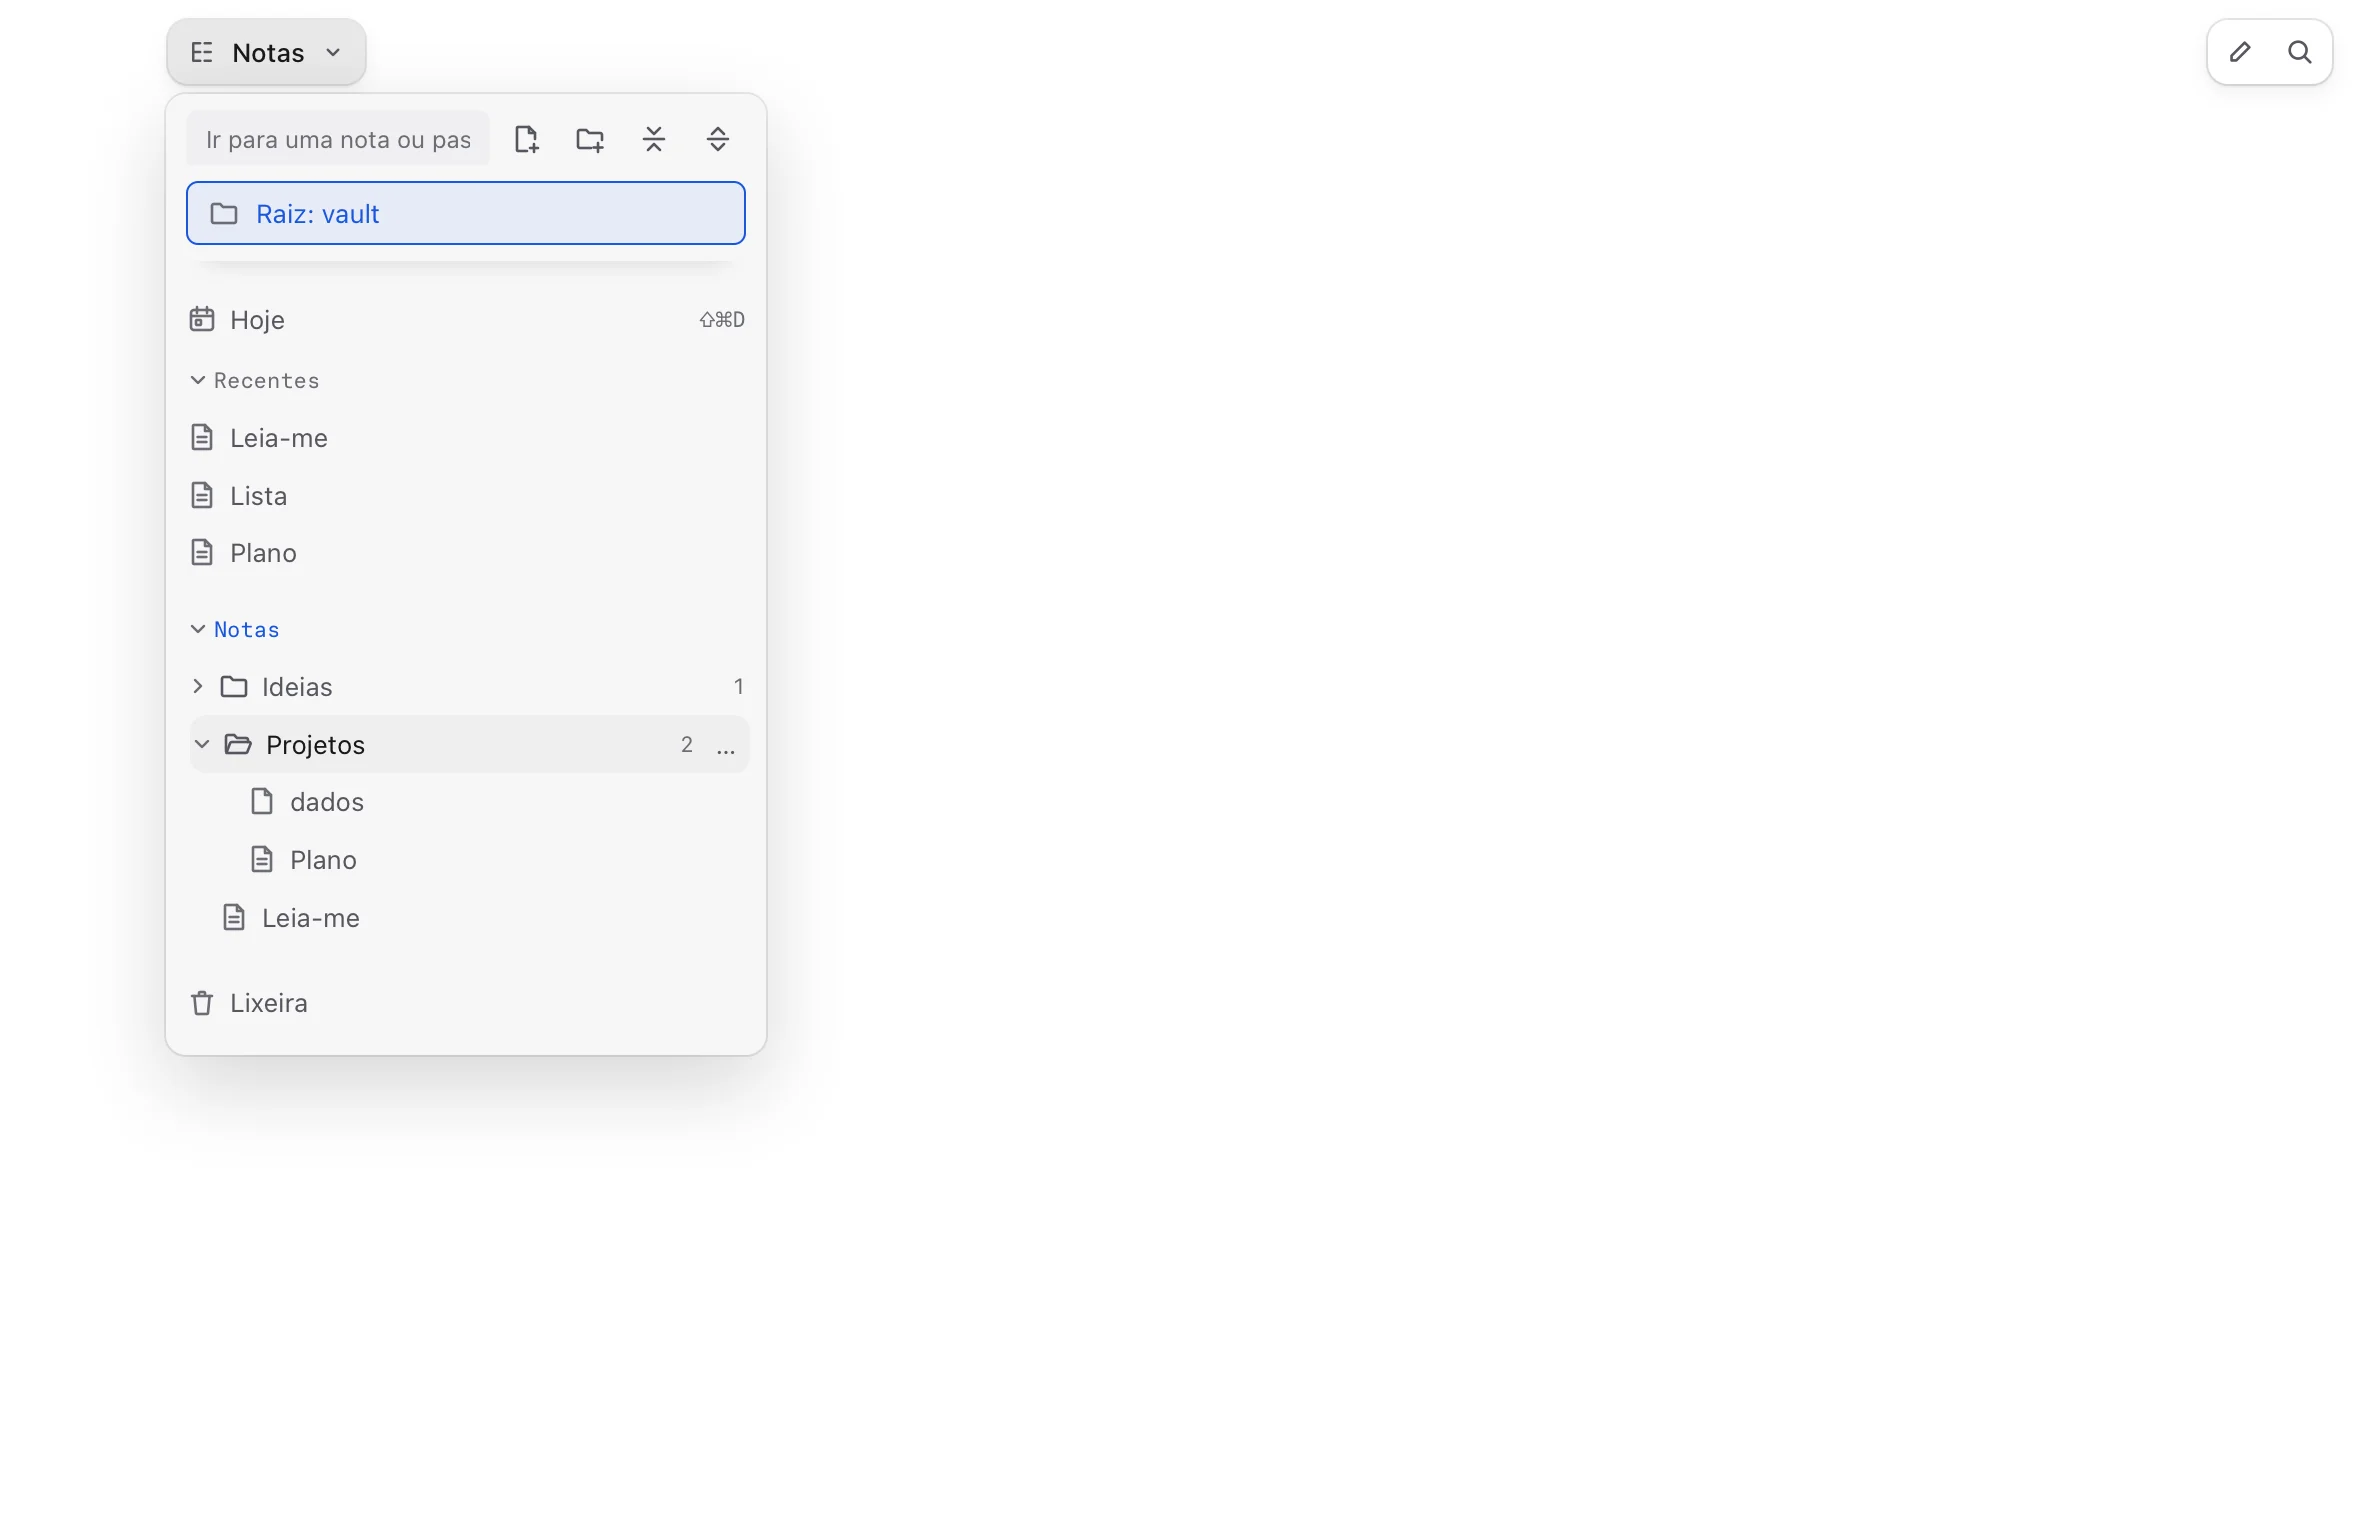 Notas
Ir para uma nota ou pas
Raiz: vault
Hoje ⇧⌘D
Recentes
Leia-me
Lista
Plano
Notas
Ideias 1
Projetos 2 ...
dados
Plano
Leia-me
Lixeira